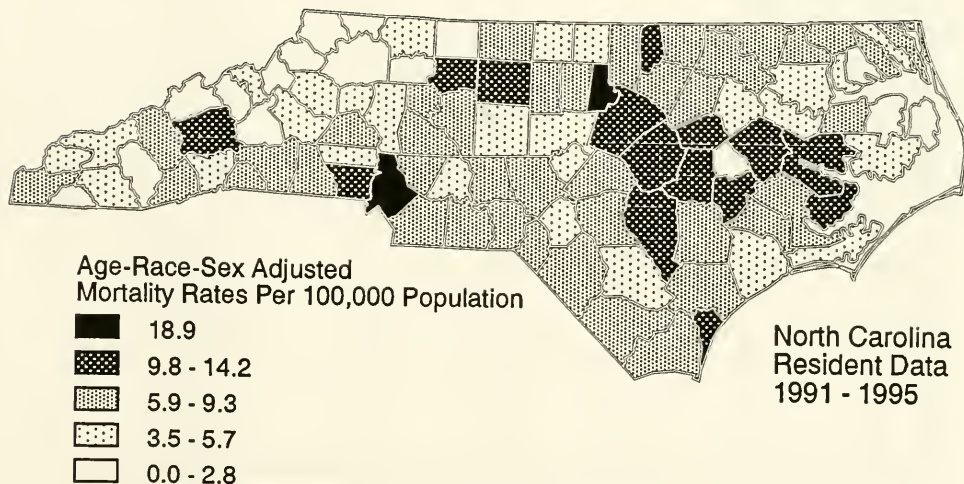 Age-Race-Sex Adjusted
Mortality Rates Per 100,000 Population
18.9
9.8 - 14.2
5.9 - 9.3
3.5 - 5.7
0.0 - 2.8
North Carolina
Resident Data
1991 - 1995